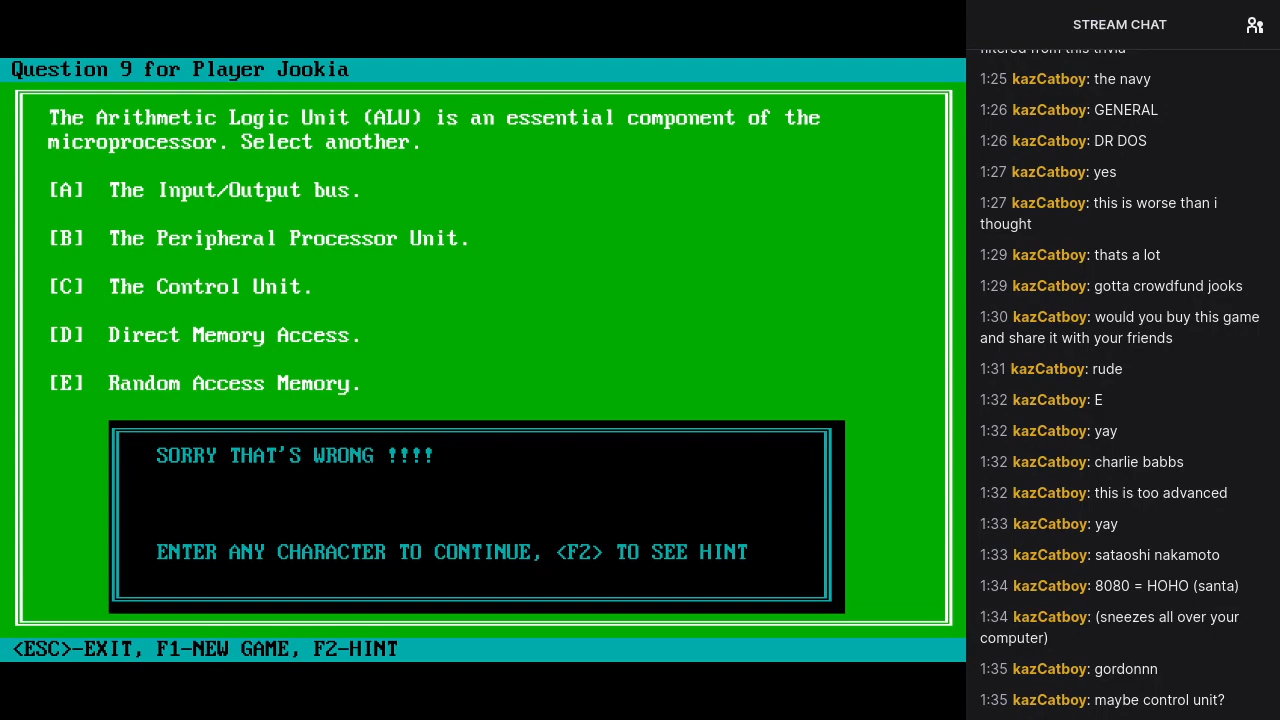 Question 9 for Player Jookia
The Arithmetic Logic Unit (ALU) is an essential component of the
microprocessor. Select another.
[A]  The Input/Output bus.
[B]  The Peripheral Processor Unit.
[C]  The Control Unit.
[D]  Direct Memory Access.
[E]  Random Access Memory.
SORRY THAT'S WRONG !!!!
ENTER ANY CHARACTER TO CONTINUE, <F2> TO SEE HINT
<ESC>-EXIT, F1-NEW GAME, F2-HINT
STREAM CHAT
filtered from this trivia
1:25 kazCatboy: the navy
1:26 kazCatboy: GENERAL
1:26 kazCatboy: DR DOS
1:27 kazCatboy: yes
1:27 kazCatboy: this is worse than i
thought
1:29 kazCatboy: thats a lot
1:29 kazCatboy: gotta crowdfund jooks
1:30 kazCatboy: would you buy this game
and share it with your friends
1:31 kazCatboy: rude
1:32 kazCatboy: E
1:32 kazCatboy: yay
1:32 kazCatboy: charlie babbs
1:32 kazCatboy: this is too advanced
1:33 kazCatboy: yay
1:33 kazCatboy: sataoshi nakamoto
1:34 kazCatboy: 8080 = HOHO (santa)
1:34 kazCatboy: (sneezes all over your
computer)
1:35 kazCatboy: gordonnn
1:35 kazCatboy: maybe control unit?